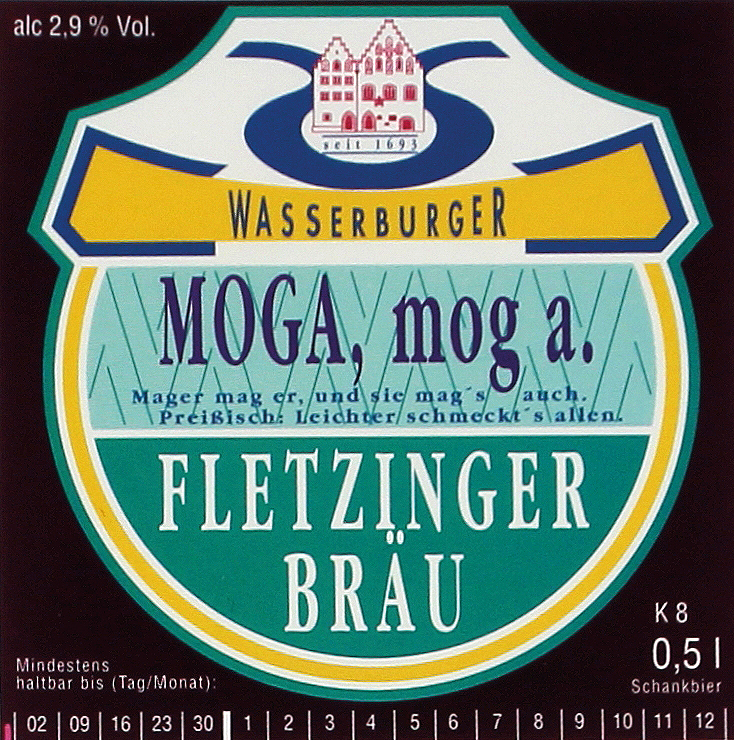 alc 2,9 % Vol.
seit 1693
WASSERBURGER
MOGA, mog a.
Mager mag er, und sie mag´s auch.
Preißisch: Leichter schmeckt´s allen.
FLETZINGER
BRÄU
K 8
0,5 l
Schankbier
Mindestens
haltbar bis (Tag/Monat):
02 | 09 | 16 | 23 | 30 | 1 | 2 | 3 | 4 | 5 | 6 | 7 | 8 | 9 | 10 | 11 | 12